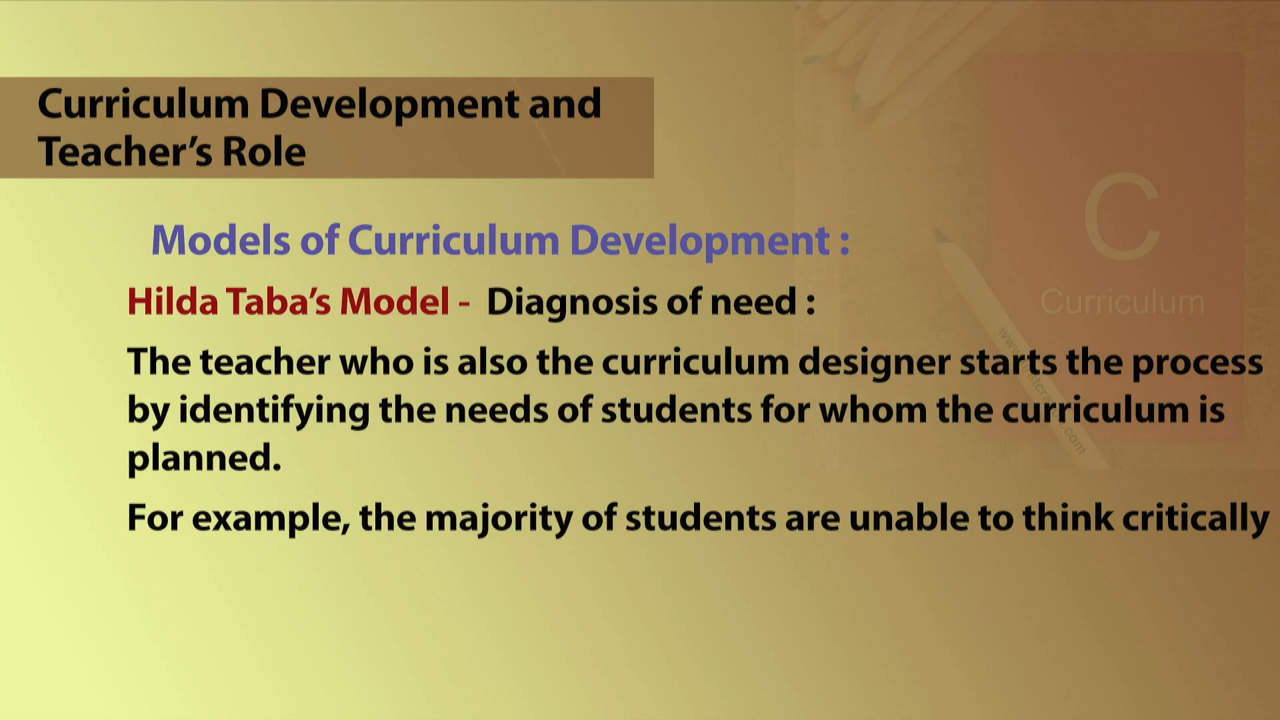 Curriculum Development and
Teacher's Role
Models of Curriculum Development :
Hilda Taba's Model - Diagnosis of need :
The teacher who is also the curriculum designer starts the process
by identifying the needs of students for whom the curriculum is
planned.
For example, the majority of students are unable to think critically
C
Curriculum